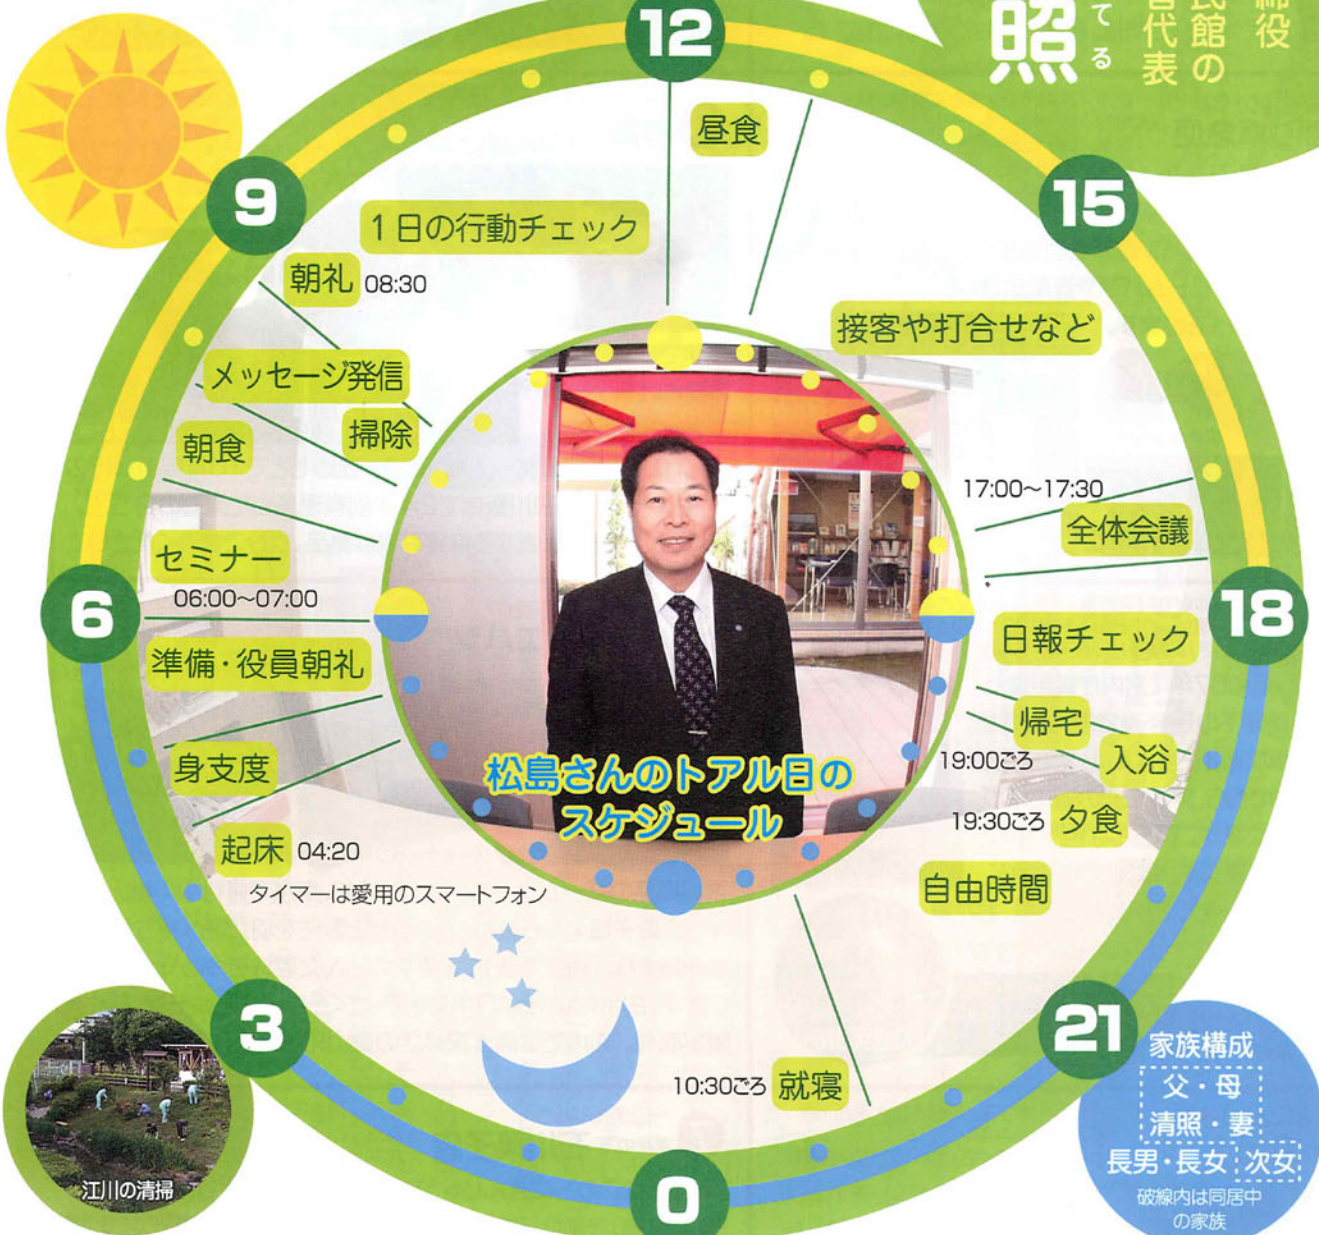 締役
民館の
代表
照
てる
12
15
18
21
0
3
6
9
昼食
1日の行動チェック
朝礼 08:30
接客や打合せなど
メッセージ発信
掃除
朝食
17:00~17:30
全体会議
セミナー
06:00~07:00
準備・役員朝礼
日報チェック
帰宅
19:00ごろ
入浴
身支度
19:30ごろ 夕食
起床 04:20
タイマーは愛用のスマートフォン
自由時間
松島さんのトアル日の
スケジュール
10:30ごろ 就寝
江川の清掃
家族構成
父・母
清照・妻
長男・長女 次女
破線内は同居中
の家族